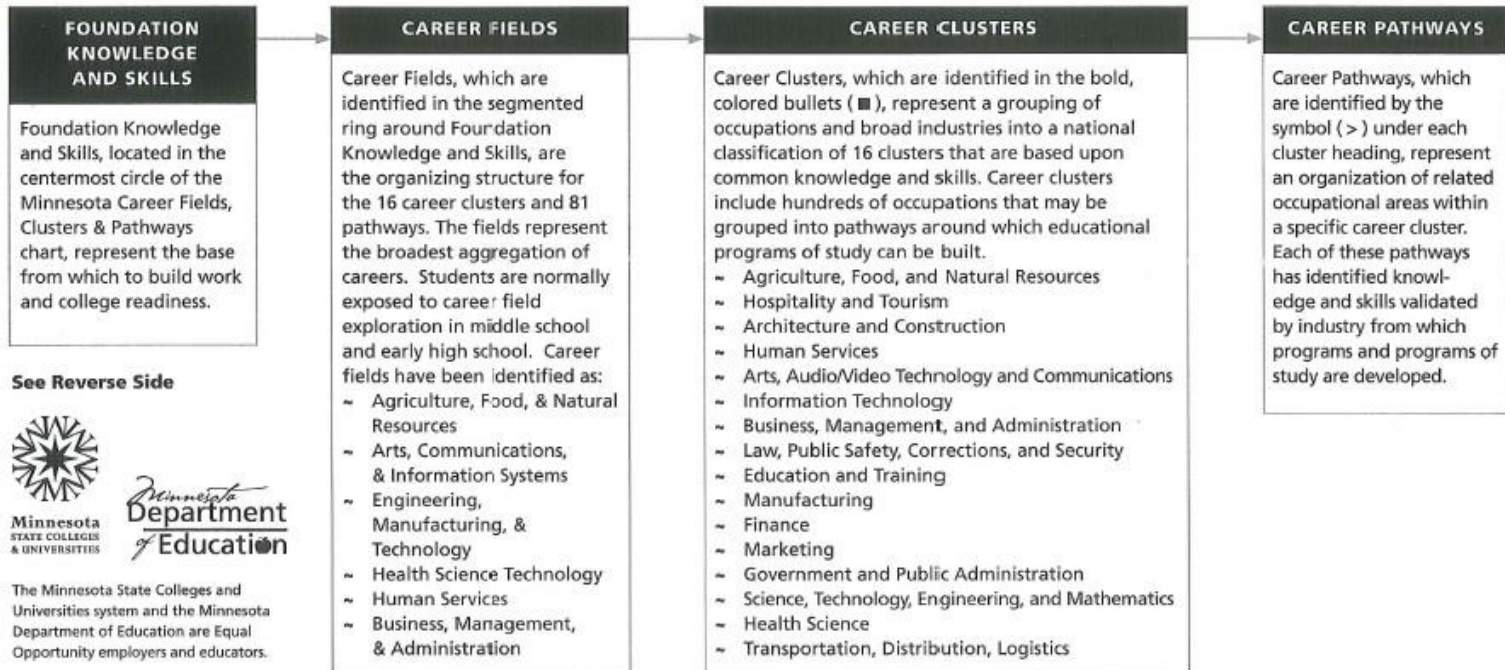 FOUNDATION
KNOWLEDGE
AND SKILLS
Foundation Knowledge
and Skills, located in the
centermost circle of the
Minnesota Career Fields,
Clusters & Pathways
chart, represent the base
from which to build work
and college readiness.
See Reverse Side
Minnesota
STATE COLLEGES
& UNIVERSITIES
Minnesota
Department
of Education
The Minnesota State Colleges and
Universities system and the Minnesota
Department of Education are Equal
Opportunity employers and educators.
CAREER FIELDS
Career Fields, which are
identified in the segmented
ring around Foundation
Knowledge and Skills, are
the organizing structure for
the 16 career clusters and 81
pathways. The fields represent
the broadest aggregation of
careers. Students are normally
exposed to career field
exploration in middle school
and early high school. Career
fields have been identified as:
~ Agriculture, Food, & Natural
Resources
~ Arts, Communications,
& Information Systems
~ Engineering,
Manufacturing, &
Technology
~ Health Science Technology
~ Human Services
~ Business, Management,
& Administration
CAREER CLUSTERS
Career Clusters, which are identified in the bold,
colored bullets (■), represent a grouping of
occupations and broad industries into a national
classification of 16 clusters that are based upon
common knowledge and skills. Career clusters
include hundreds of occupations that may be
grouped into pathways around which educational
programs of study can be built.
~ Agriculture, Food, and Natural Resources
~ Hospitality and Tourism
~ Architecture and Construction
~ Human Services
~ Arts, Audio/Video Technology and Communications
~ Information Technology
~ Business, Management, and Administration
~ Law, Public Safety, Corrections, and Security
~ Education and Training
~ Manufacturing
~ Finance
~ Marketing
~ Government and Public Administration
~ Science, Technology, Engineering, and Mathematics
~ Health Science
~ Transportation, Distribution, Logistics
CAREER PATHWAYS
Career Pathways, which
are identified by the
symbol (>) under each
cluster heading, represent
an organization of related
occupational areas within
a specific career cluster.
Each of these pathways
has identified knowl-
edge and skills validated
by industry from which
programs and programs of
study are developed.